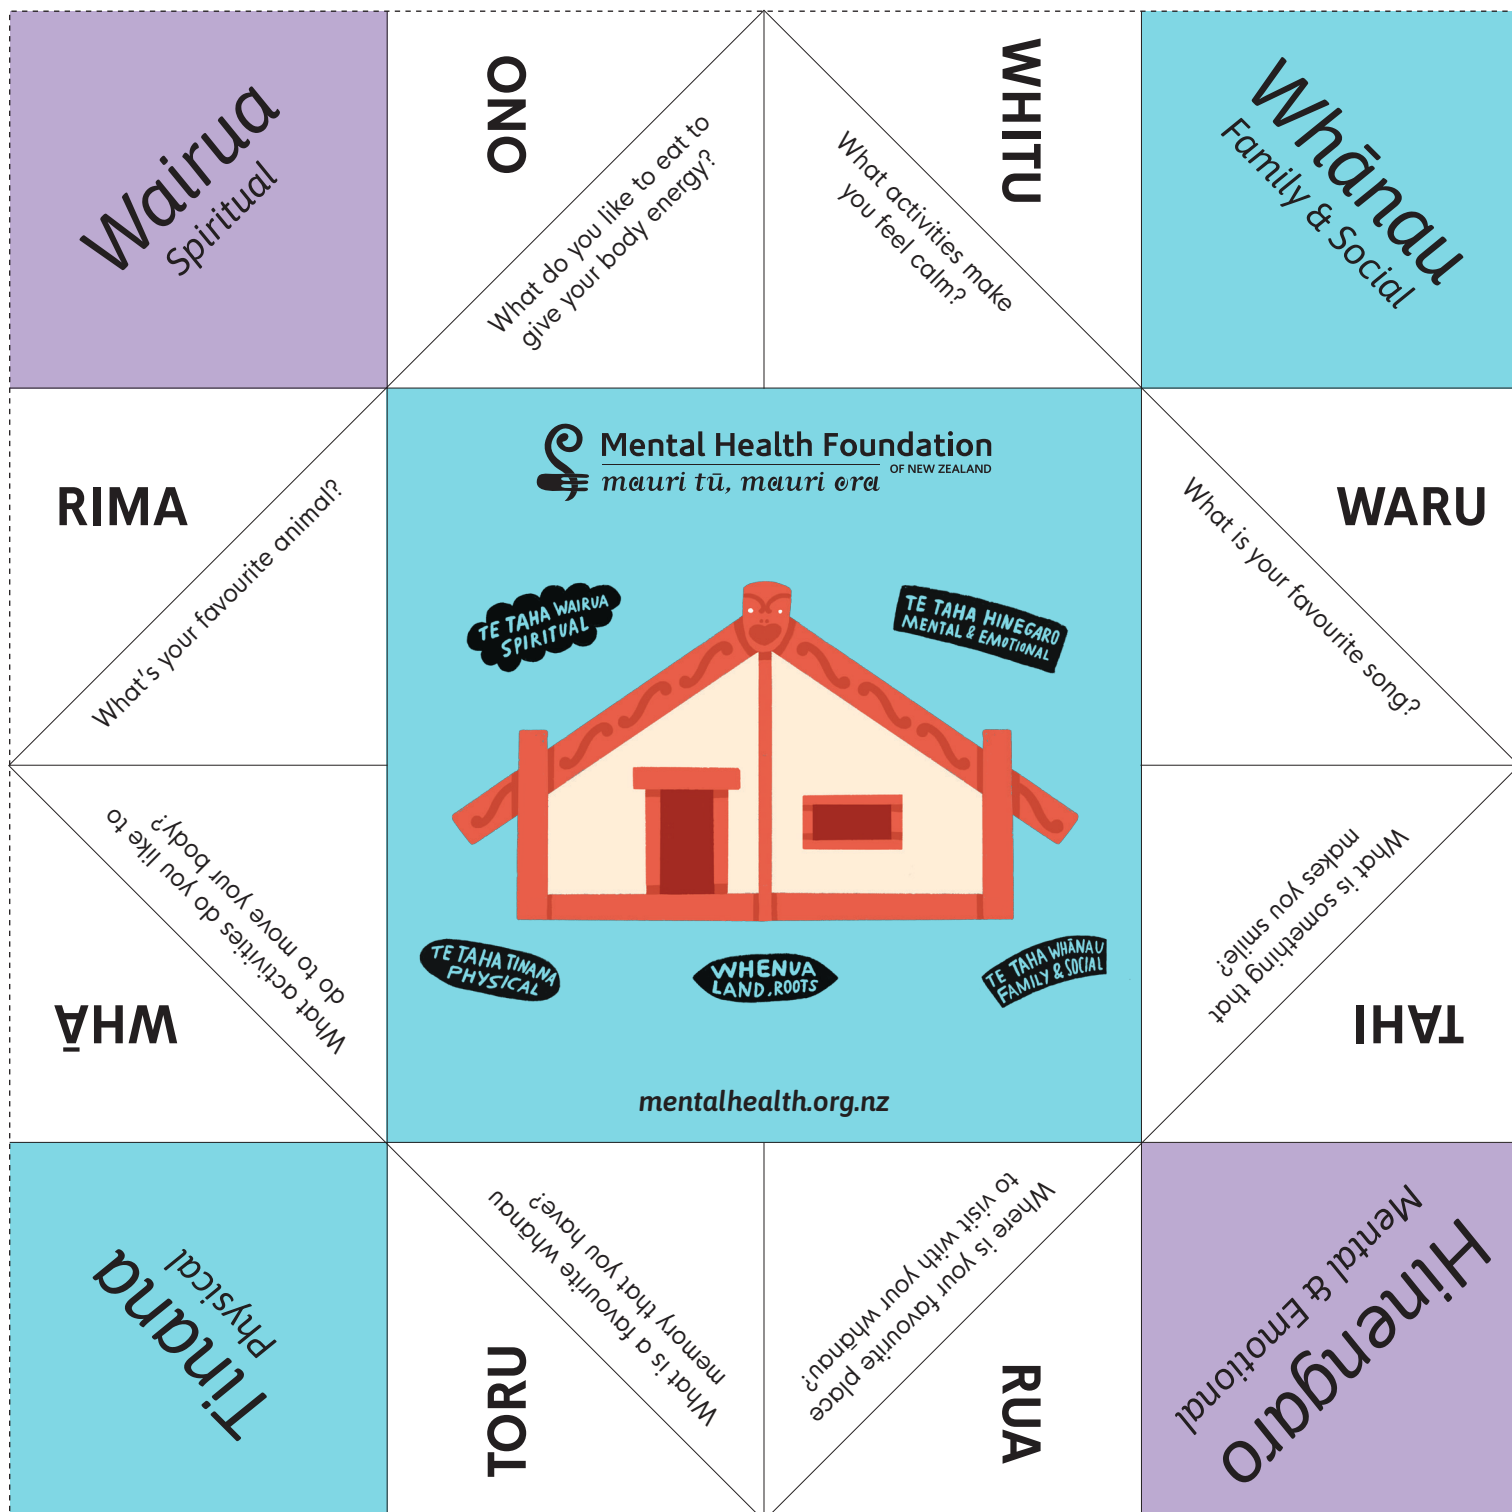 Wairua
Spiritual
ONO
What do you like to eat to
give your body energy?
WHITU
What activities make
you feel calm?
Whānau
Family & Social
RIMA
What's your favourite animal?
Mental Health Foundation
OF NEW ZEALAND
mauri tū, mauri ora
WARU
What is your favourite song?
TE TAHA WAIRUA
SPIRITUAL
TE TAHA HINEGARO
MENTAL & EMOTIONAL
WHĀ
What activities do you like to
do to move your body?
TE TAHA TINANA
PHYSICAL
WHENUA
LAND, ROOTS
TE TAHA WHĀNAU
FAMILY & SOCIAL
mentalhealth.org.nz
TAHI
What is something that
makes you smile?
Tinana
Physical
TORU
What is a favourite whānau
memory that you have?
RUA
Where is your favourite place
to visit with your whānau?
Hinengaro
Mental & Emotional